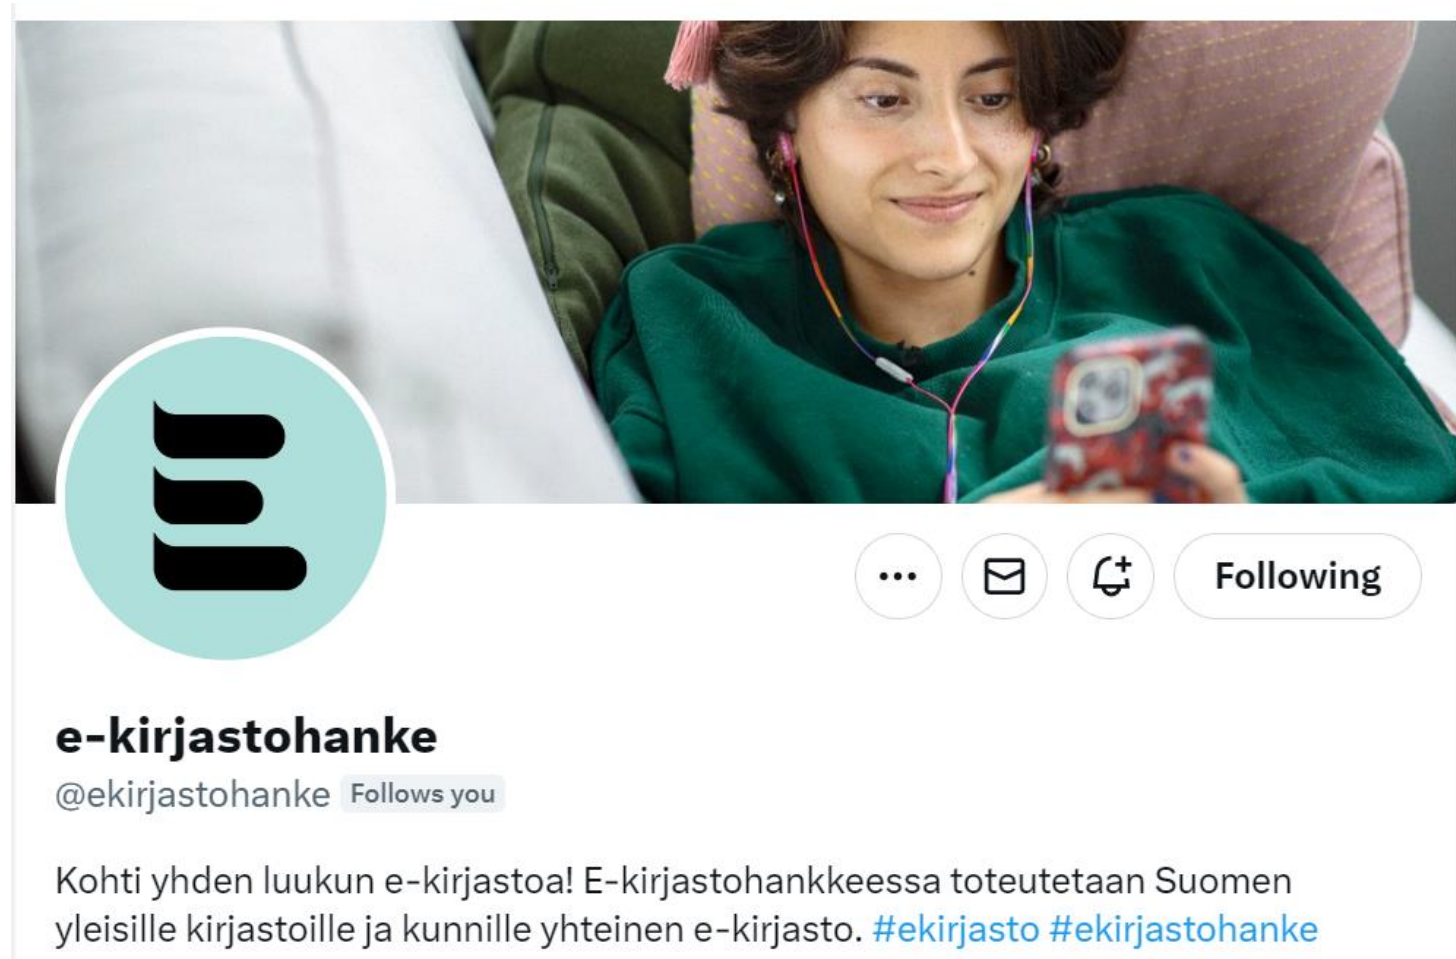 E
Following
e-kirjastohanke
@ekirjastohanke Follows you
Kohti yhden luukun e-kirjastoa! E-kirjastohankkeessa toteutetaan Suomen
yleisille kirjastoille ja kunnille yhteinen e-kirjasto. #ekirjasto #ekirjastohanke